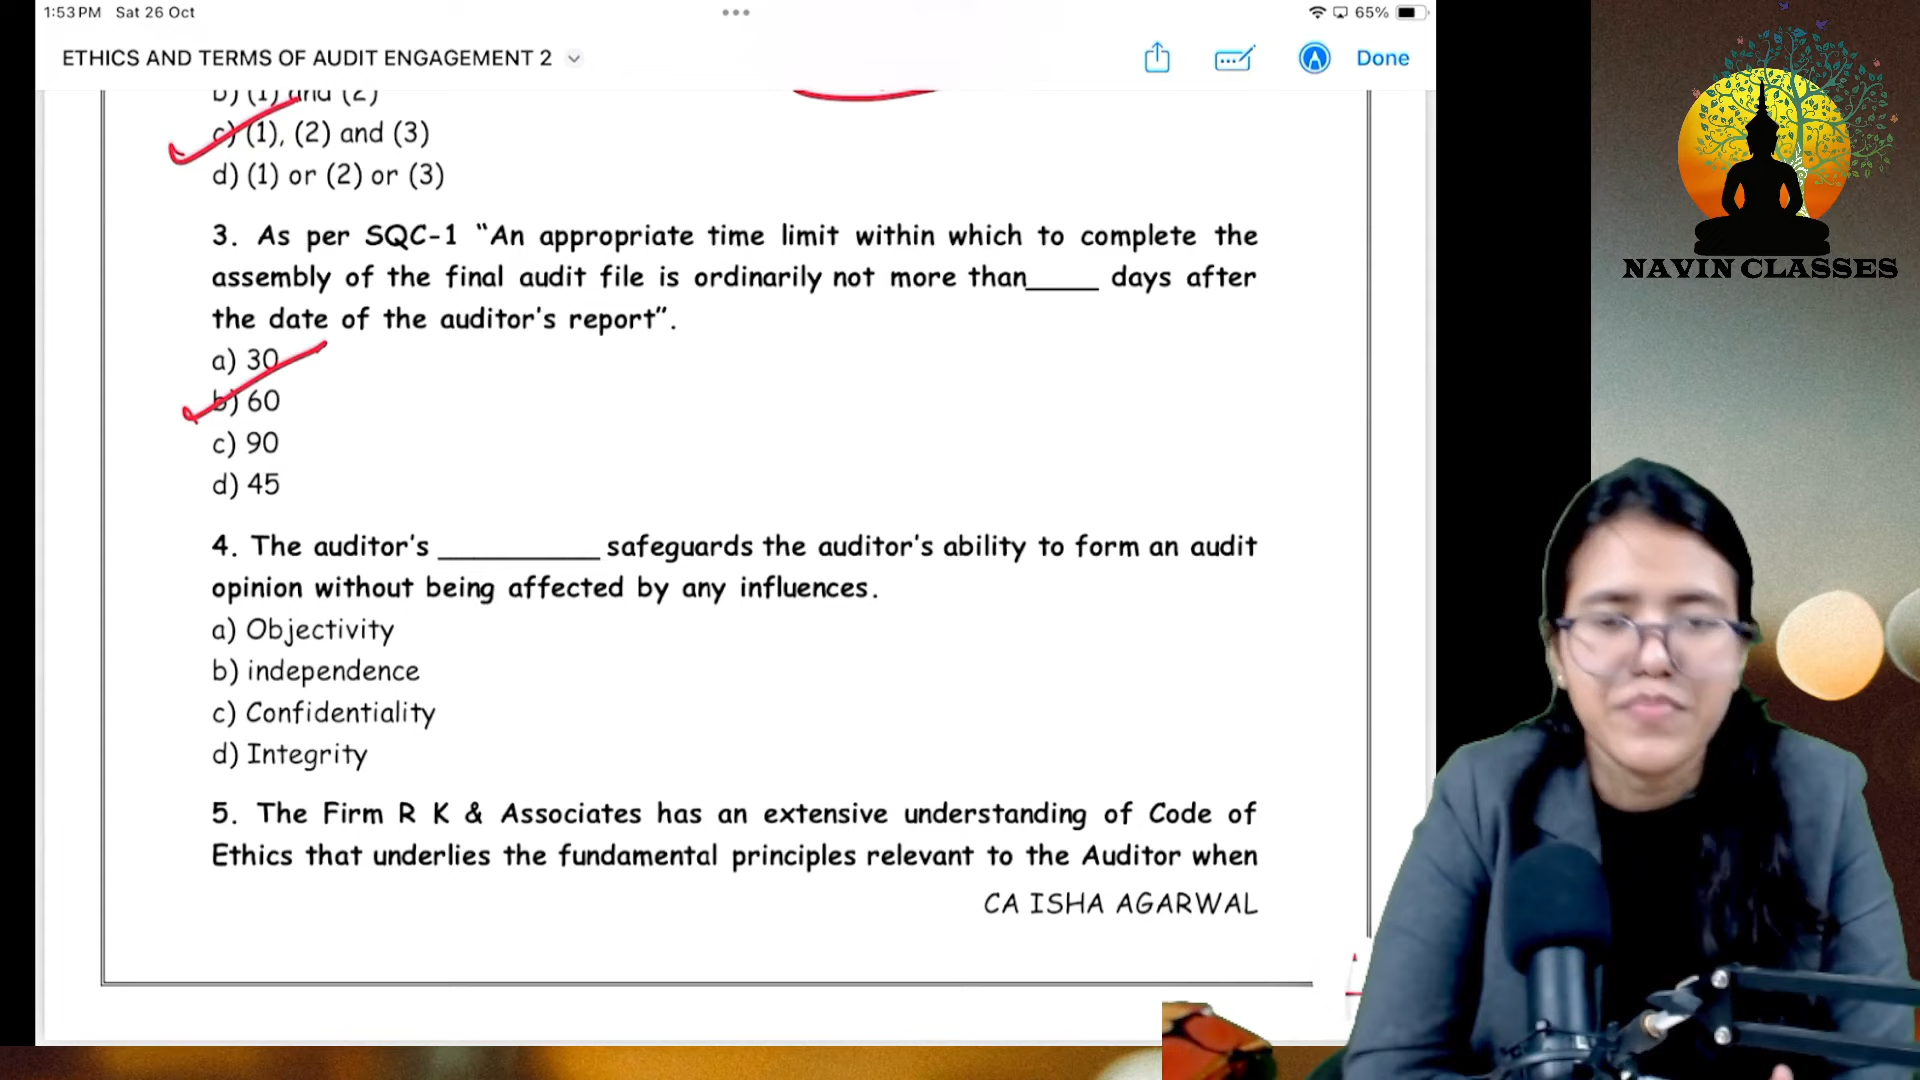 1:53 PM Sat 26 Oct
65%
ETHICS AND TERMS OF AUDIT ENGAGEMENT 2
Done
b) (1) and (2)
c) (1), (2) and (3)
d) (1) or (2) or (3)
3. As per SQC-1 “An appropriate time limit within which to complete the
assembly of the final audit file is ordinarily not more than_____ days after
the date of the auditor’s report”.
a) 30
b) 60
c) 90
d) 45
4. The auditor’s ___________ safeguards the auditor’s ability to form an audit
opinion without being affected by any influences.
a) Objectivity
b) independence
c) Confidentiality
d) Integrity
5. The Firm R K & Associates has an extensive understanding of Code of
Ethics that underlies the fundamental principles relevant to the Auditor when
CA ISHA AGARWAL
NAVIN CLASSES